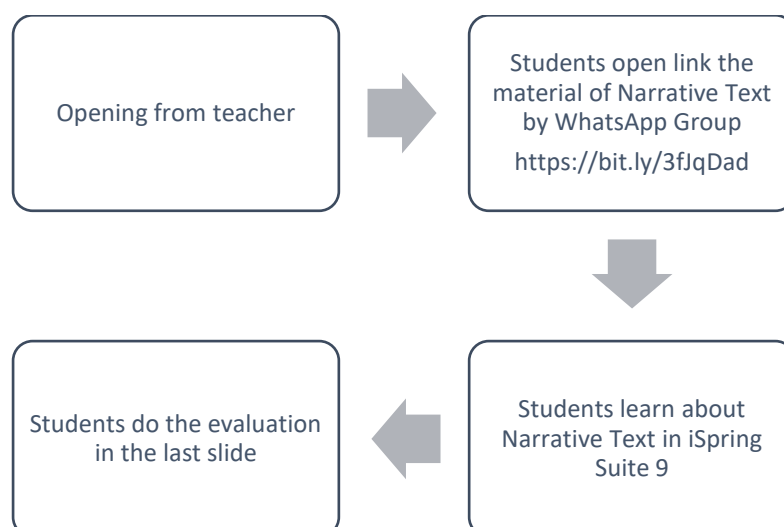 Opening from teacher
Students open link the
material of Narrative Text
by WhatsApp Group
https://bit.ly/3fJqDad
Students learn about
Narrative Text in iSpring
Suite 9
Students do the evaluation
in the last slide